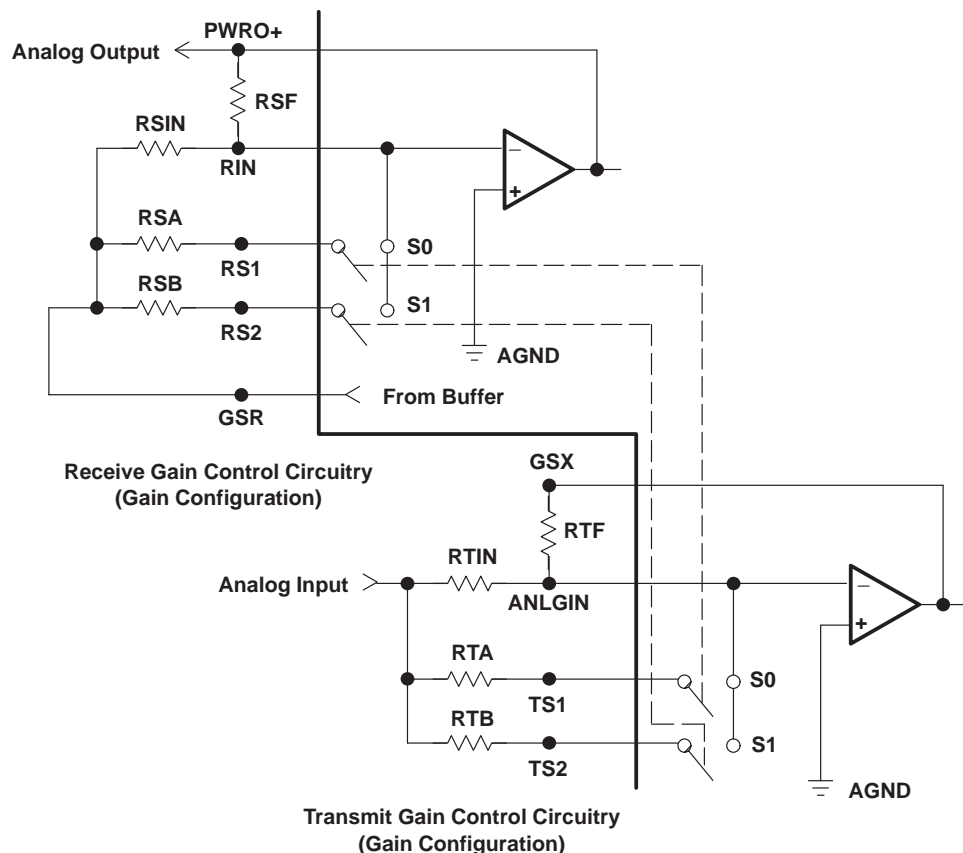 PWRO+
Analog Output
RSF
RSIN
RIN
−
+
RSA
S0
RS1
RSB
S1
RS2
AGND
From Buffer
GSR
Receive Gain Control Circuitry
(Gain Configuration)
GSX
RTF
RTIN
Analog Input
ANLGIN
−
+
RTA
S0
TS1
RTB
S1
TS2
AGND
Transmit Gain Control Circuitry
(Gain Configuration)